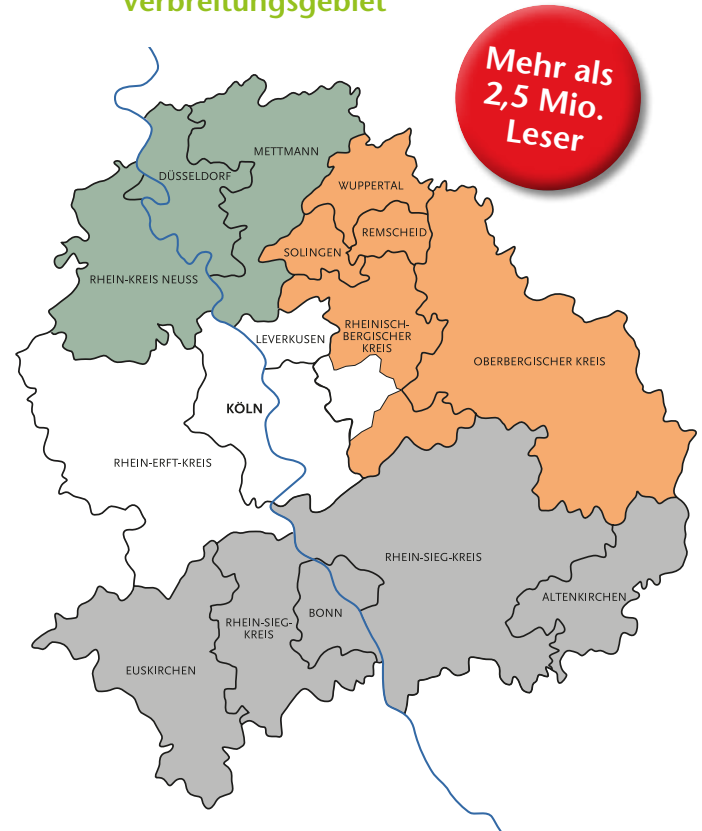 Verbreitungsgebiet
Mehr als
2,5 Mio.
Leser
METTMANN
DÜSSELDORF
WUPPERTAL
REMSCHEID
SOLINGEN
RHEIN-KREIS NEUSS
LEVERKUSEN
RHEINISCH-
BERGISCHER
KREIS
OBERBERGISCHER KREIS
KÖLN
RHEIN-ERFT-KREIS
RHEIN-SIEG-KREIS
ALTENKIRCHEN
BONN
RHEIN-SIEG-
KREIS
EUSKIRCHEN